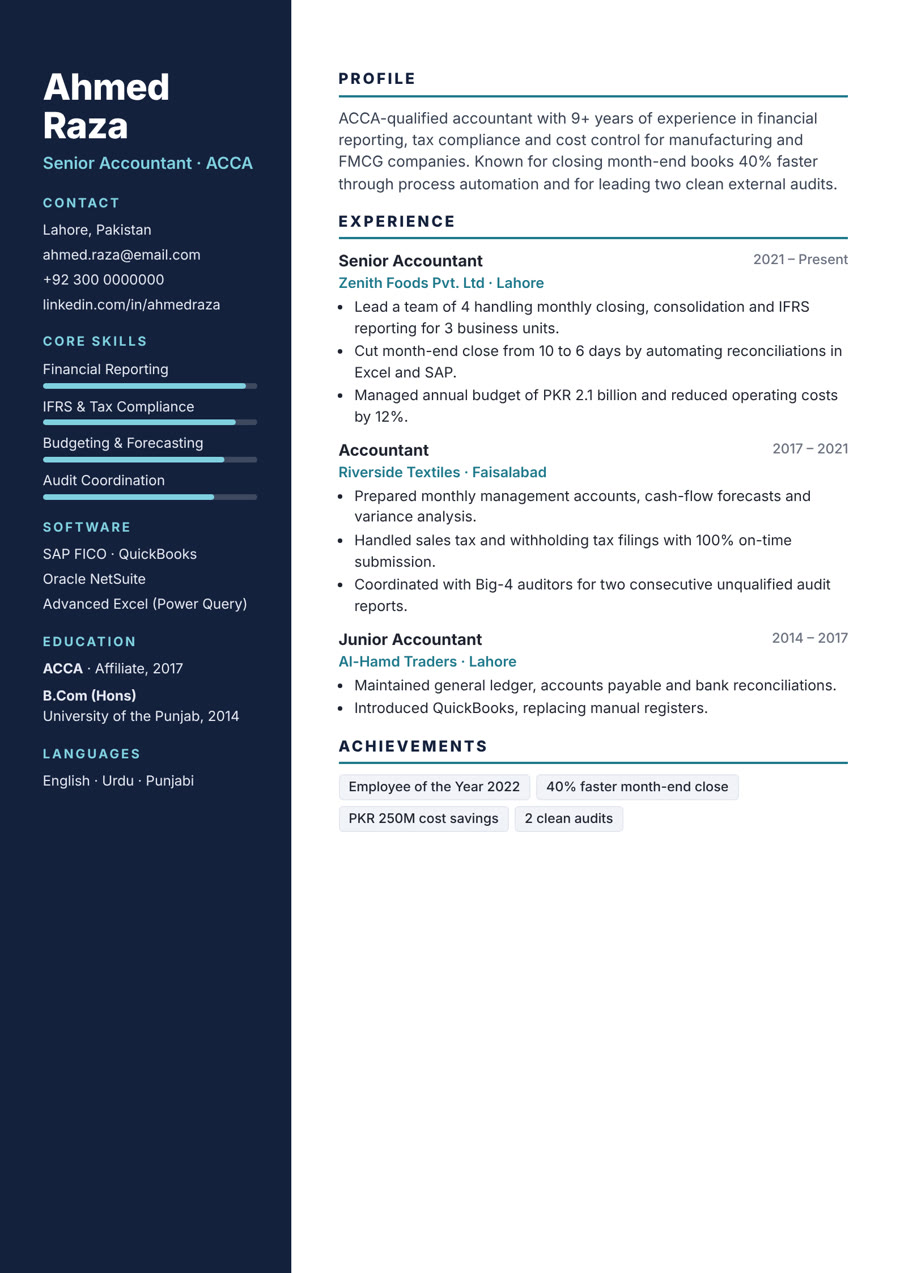 Ahmed
Raza
Senior Accountant · ACCA
CONTACT
Lahore, Pakistan
ahmed.raza@email.com
+92 300 0000000
linkedin.com/in/ahmedraza
CORE SKILLS
Financial Reporting
IFRS & Tax Compliance
Budgeting & Forecasting
Audit Coordination
SOFTWARE
SAP FICO · QuickBooks
Oracle NetSuite
Advanced Excel (Power Query)
EDUCATION
ACCA · Affiliate, 2017
B.Com (Hons)
University of the Punjab, 2014
LANGUAGES
English · Urdu · Punjabi
PROFILE
ACCA-qualified accountant with 9+ years of experience in financial
reporting, tax compliance and cost control for manufacturing and
FMCG companies. Known for closing month-end books 40% faster
through process automation and for leading two clean external audits.
EXPERIENCE
Senior Accountant 2021 – Present
Zenith Foods Pvt. Ltd · Lahore
• Lead a team of 4 handling monthly closing, consolidation and IFRS
reporting for 3 business units.
• Cut month-end close from 10 to 6 days by automating reconciliations in
Excel and SAP.
• Managed annual budget of PKR 2.1 billion and reduced operating costs
by 12%.
Accountant 2017 – 2021
Riverside Textiles · Faisalabad
• Prepared monthly management accounts, cash-flow forecasts and
variance analysis.
• Handled sales tax and withholding tax filings with 100% on-time
submission.
• Coordinated with Big-4 auditors for two consecutive unqualified audit
reports.
Junior Accountant 2014 – 2017
Al-Hamd Traders · Lahore
• Maintained general ledger, accounts payable and bank reconciliations.
• Introduced QuickBooks, replacing manual registers.
ACHIEVEMENTS
Employee of the Year 2022 40% faster month-end close
PKR 250M cost savings 2 clean audits